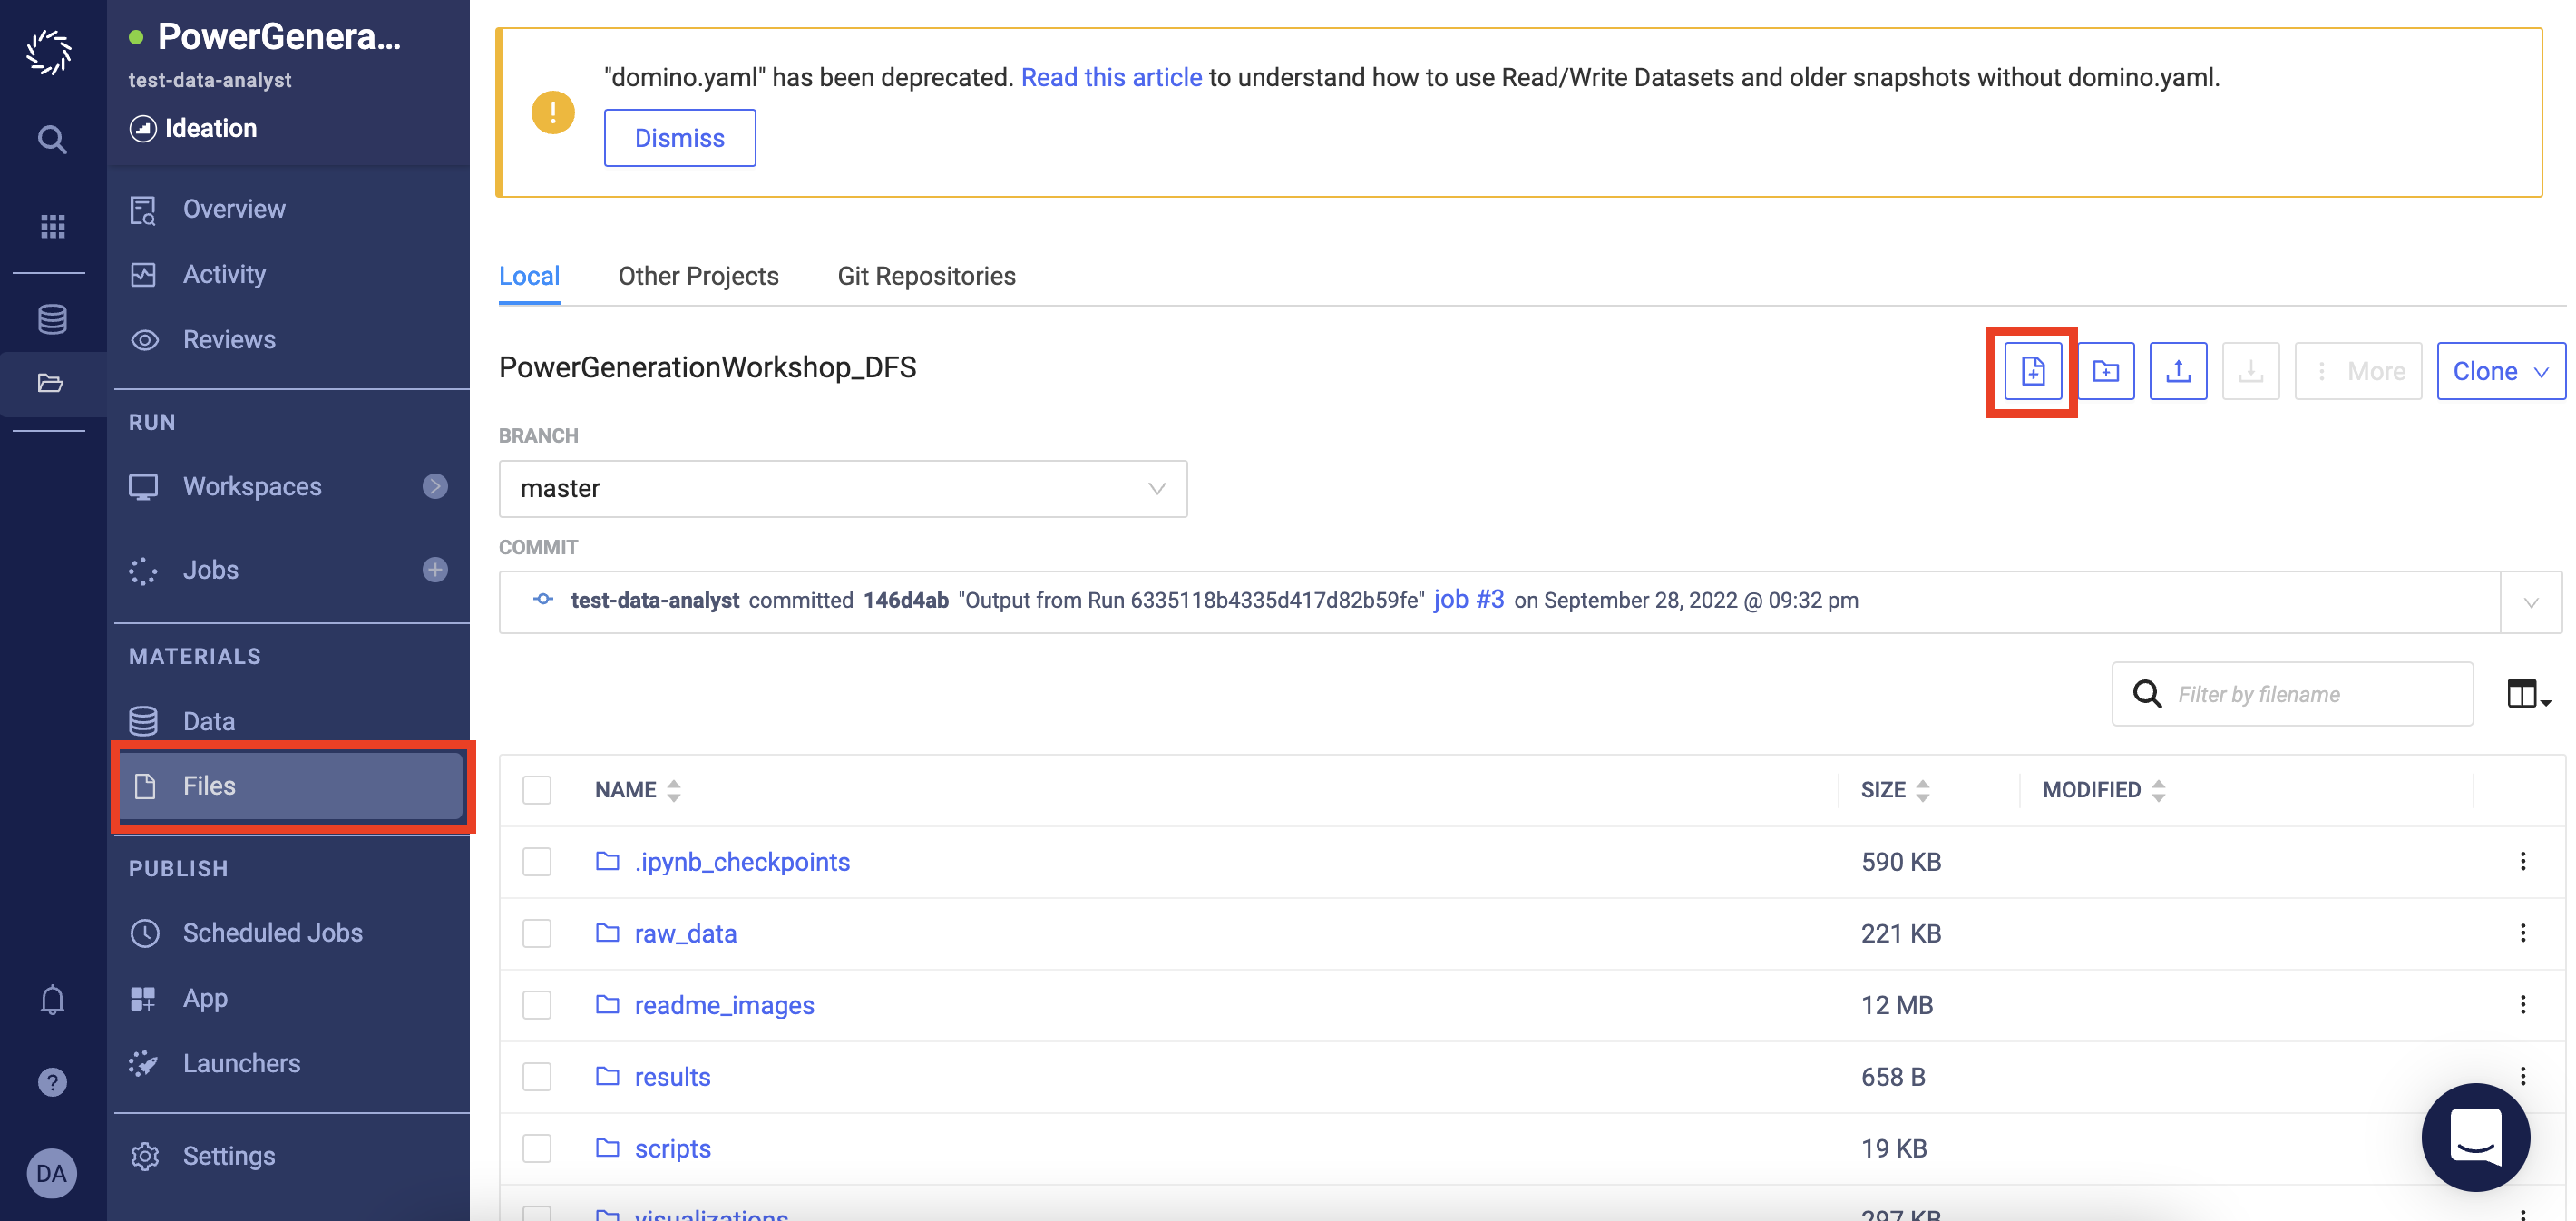 PowerGenera...
test-data-analyst
Ideation
Overview
Activity
Reviews
RUN
Workspaces
Jobs
MATERIALS
Data
Files
PUBLISH
Scheduled Jobs
App
Launchers
Settings
?
DA
"domino.yaml" has been deprecated. Read this article to understand how to use Read/Write Datasets and older snapshots without domino.yaml.
Dismiss
Local Other Projects Git Repositories
PowerGenerationWorkshop_DFS
More Clone
BRANCH
master
COMMIT
test-data-analyst committed 146d4ab "Output from Run 6335118b4335d417d82b59fe" job #3 on September 28, 2022 @ 09:32 pm
Filter by filename
NAME SIZE MODIFIED
.ipynb_checkpoints 590 KB
raw_data 221 KB
readme_images 12 MB
results 658 B
scripts 19 KB
visualizations 297 KB